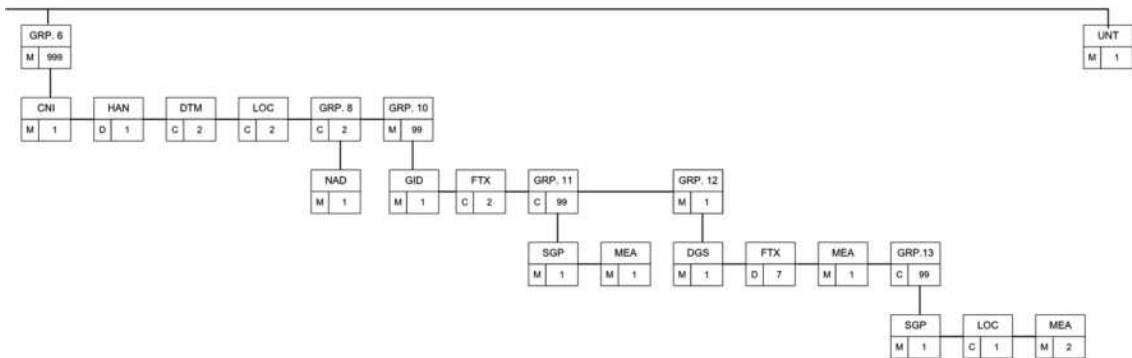 GRP. 6 UNT
M 999 M 1
CNI HAN DTM LOC GRP. 8 GRP. 10
M 1 D 1 C 2 C 2 C 2 M 99
NAD GID FTX GRP. 11 GRP. 12
M 1 M 1 C 2 C 99 M 1
SGP MEA DGS FTX MEA GRP.13
M 1 M 1 M 1 D 7 M 1 C 99
SGP LOC MEA
M 1 C 1 M 2